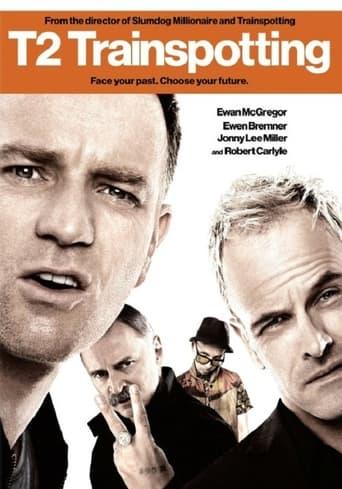 From the director of Slumdog Millionaire and Trainspotting
T2 Trainspotting
Face your past. Choose your future.
Ewan McGregor
Ewen Bremner
Jonny Lee Miller
and Robert Carlyle